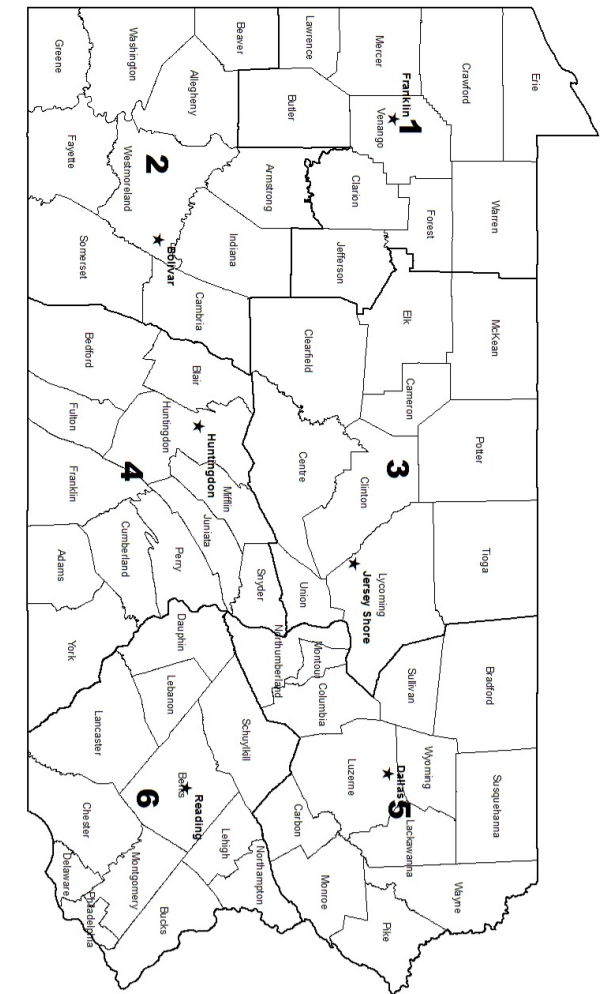 Erie
Crawford
Warren
McKean
Potter
Tioga
Bradford
Susquehanna
Wayne
Mercer
Franklin
1
Venango
Forest
Elk
Cameron
3
Clinton
Lycoming
Jersey Shore
Sullivan
Wyoming
Dallas
5
Lackawanna
Pike
Lawrence
Butler
Clarion
Jefferson
Clearfield
Centre
Union
Montour
Columbia
Northumberland
Luzerne
Carbon
Monroe
Beaver
Allegheny
Armstrong
Indiana
Cambria
Blair
Huntingdon
Huntingdon
Mifflin
Juniata
Snyder
Schuylkill
Lehigh
Northampton
Washington
2
Westmoreland
Bolivar
4
Perry
Cumberland
Dauphin
Lebanon
Berks
Reading
6
Montgomery
Bucks
Greene
Fayette
Somerset
Bedford
Fulton
Franklin
Adams
York
Lancaster
Chester
Delaware
Philadelphia